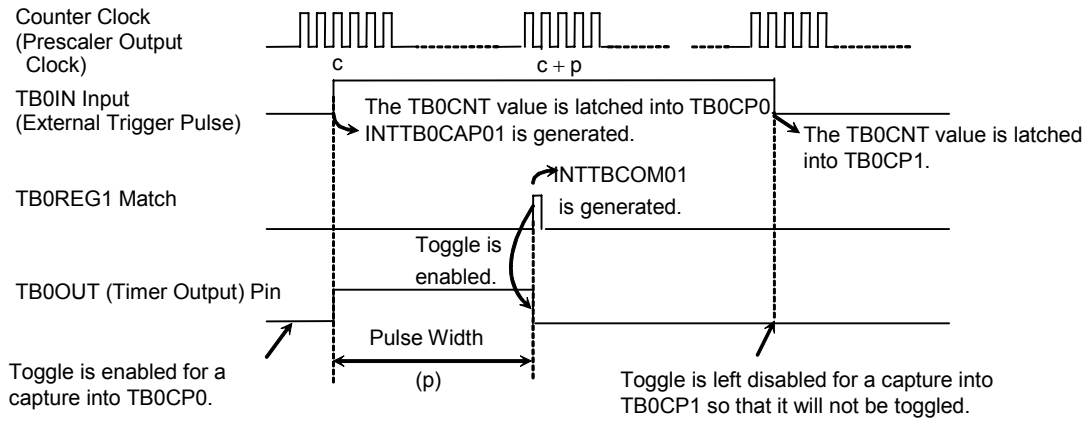 Counter Clock
(Prescaler Output
Clock)
c
c + p
TB0IN Input
(External Trigger Pulse)
The TB0CNT value is latched into TB0CP0
INTTB0CAP01 is generated.
The TB0CNT value is latched
into TB0CP1.
INTTBCOM01
is generated.
TB0REG1 Match
Toggle is
enabled.
TB0OUT (Timer Output) Pin
Pulse Width
(p)
Toggle is enabled for a
capture into TB0CP0.
Toggle is left disabled for a capture into
TB0CP1 so that it will not be toggled.